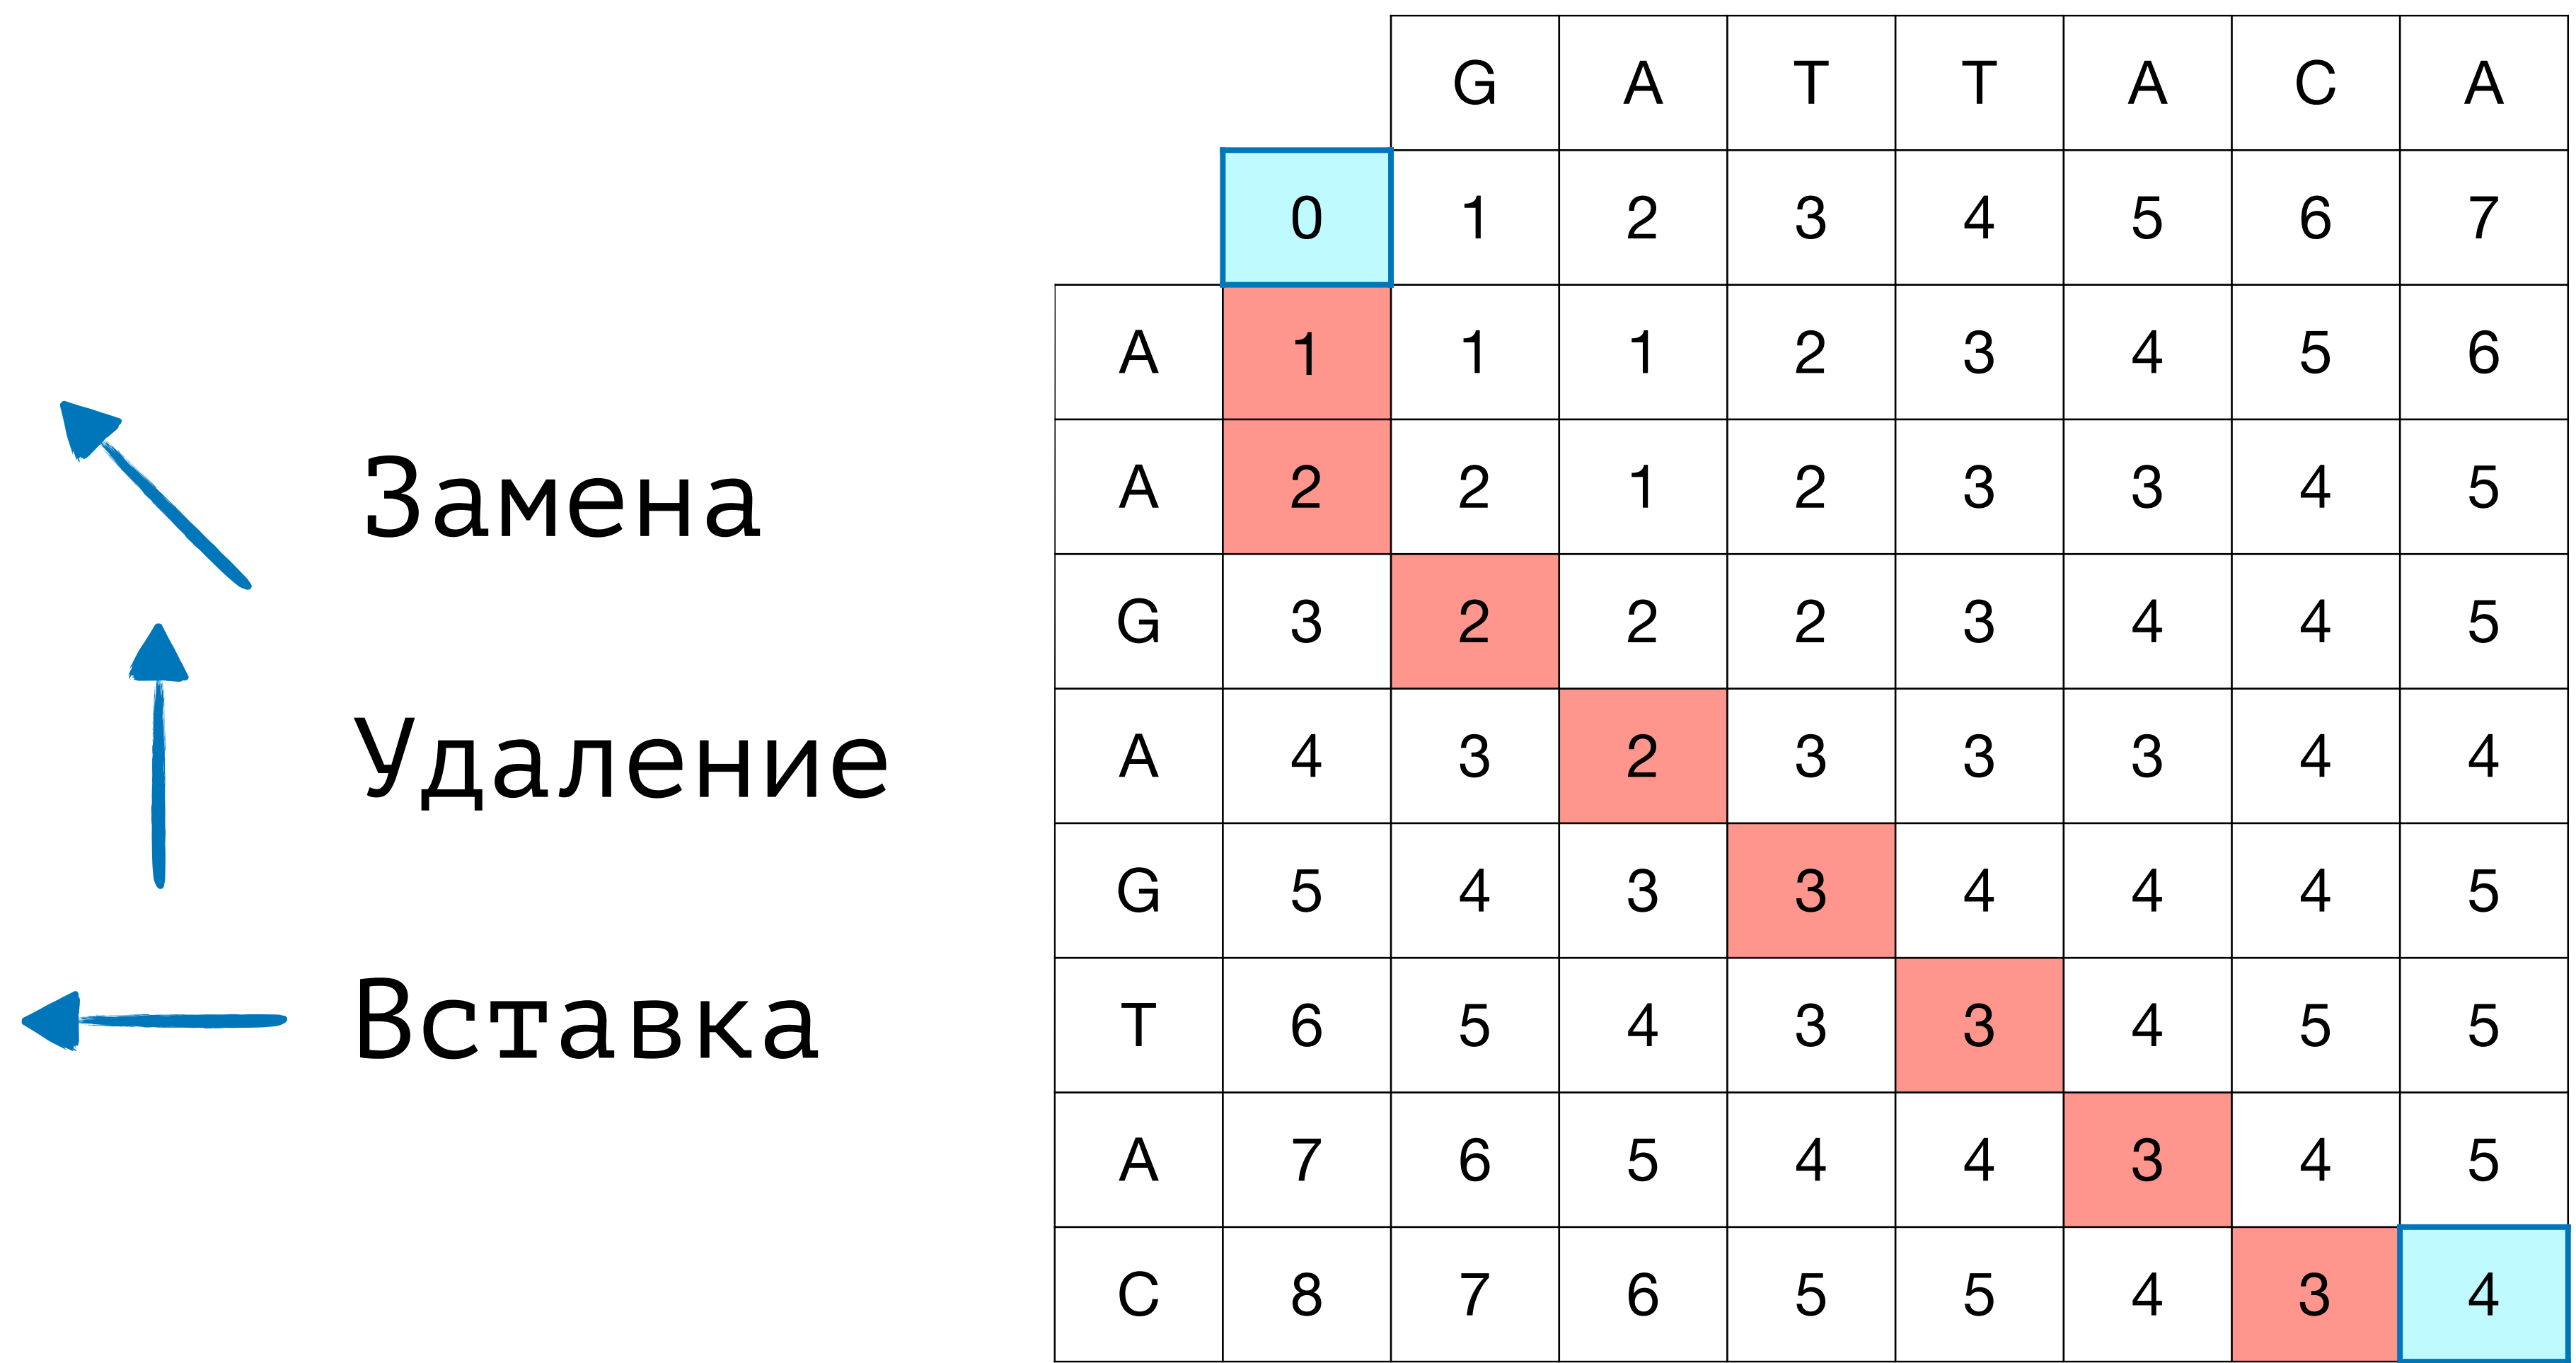 Замена
Удаление
Вставка
G A T T A C A
0 1 2 3 4 5 6 7
A 1 1 1 2 3 4 5 6
A 2 2 1 2 3 3 4 5
G 3 2 2 2 3 4 4 5
A 4 3 2 3 3 3 4 4
G 5 4 3 3 4 4 4 5
T 6 5 4 3 3 4 5 5
A 7 6 5 4 4 3 4 5
C 8 7 6 5 5 4 3 4